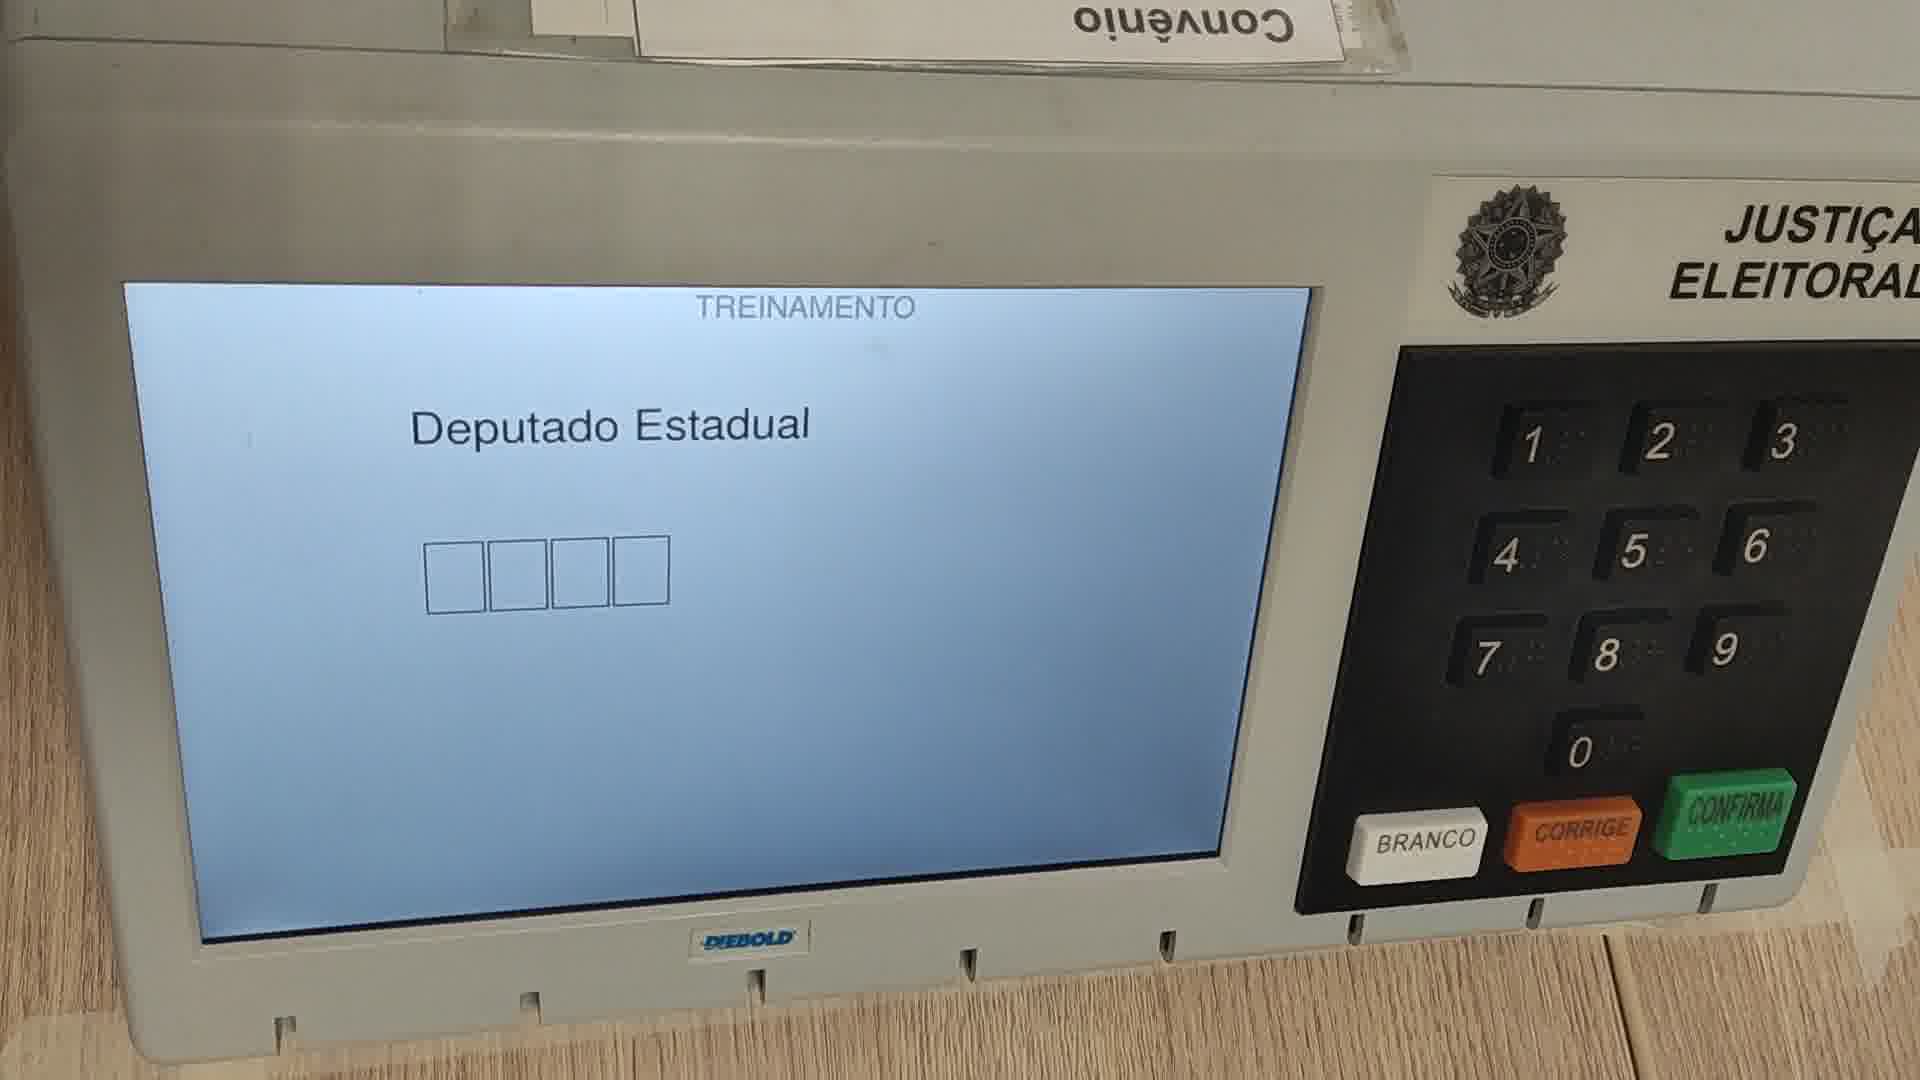 Convênio
TREINAMENTO
Deputado Estadual
JUSTIÇA
ELEITORAL
1 2 3
4 5 6
7 8 9
0
BRANCO CORRIGE CONFIRMA
DIEBOLD